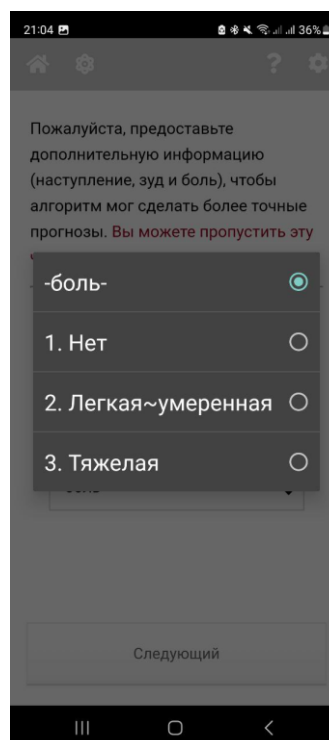 21:04 36%
?
Пожалуйста, предоставьте
дополнительную информацию
(наступление, зуд и боль), чтобы
алгоритм мог сделать более точные
прогнозы. Вы можете пропустить эту
-боль-
1. Нет
2. Легкая~умеренная
3. Тяжелая
Следующий